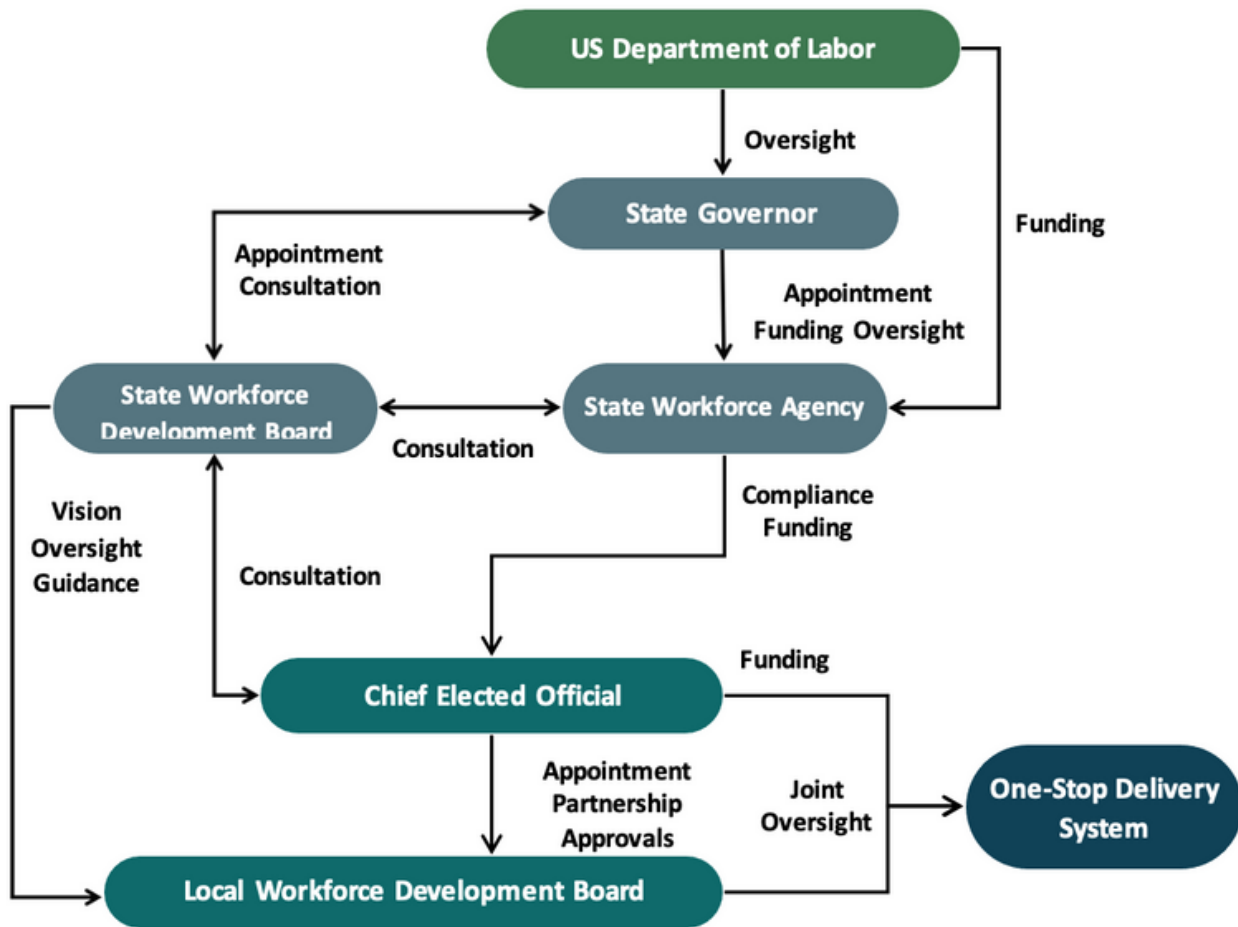 US Department of Labor
Oversight
State Governor
Funding
Appointment
Consultation
Appointment
Funding Oversight
State Workforce
Development Board
State Workforce Agency
Consultation
Compliance
Funding
Vision
Oversight
Guidance
Consultation
Funding
Chief Elected Official
Appointment
Partnership
Approvals
Joint
Oversight
One-Stop Delivery
System
Local Workforce Development Board